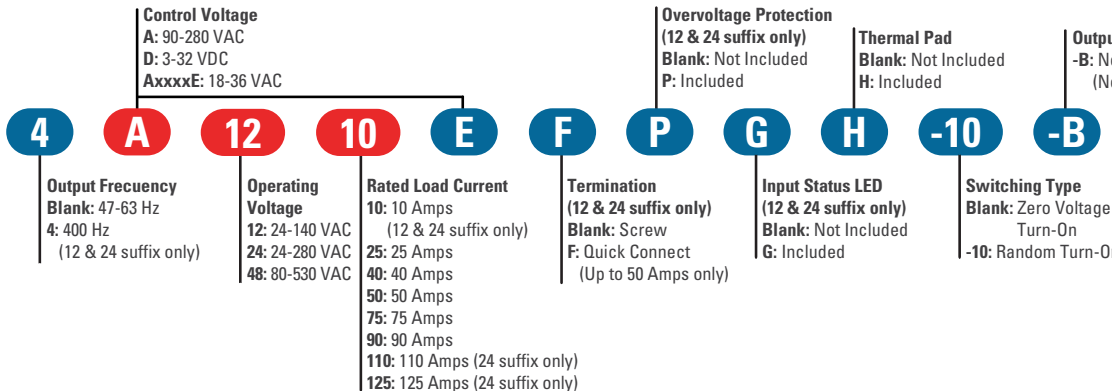 Control Voltage
A: 90-280 VAC
D: 3-32 VDC
AxxxxE: 18-36 VAC
Overvoltage Protection
(12 & 24 suffix only)
Blank: Not Included
P: Included
Thermal Pad
Blank: Not Included
H: Included
-B:
4 A 12 10 E F P G H -10 -B
Output Frecuency
Blank: 47-63 Hz
4: 400 Hz
(12 & 24 suffix only)
Operating
Voltage
12: 24-140 VAC
24: 24-280 VAC
48: 80-530 VAC
Rated Load Current
10: 10 Amps
(12 & 24 suffix only)
25: 25 Amps
40: 40 Amps
50: 50 Amps
75: 75 Amps
90: 90 Amps
110: 110 Amps (24 suffix only)
125: 125 Amps (24 suffix only)
Termination
(12 & 24 suffix only)
Blank: Screw
F: Quick Connect
(Up to 50 Amps only)
Input Status LED
(12 & 24 suffix only)
Blank: Not Included
G: Included
Switching Type
Blank: Zero Voltage
Turn-On
-10: Random